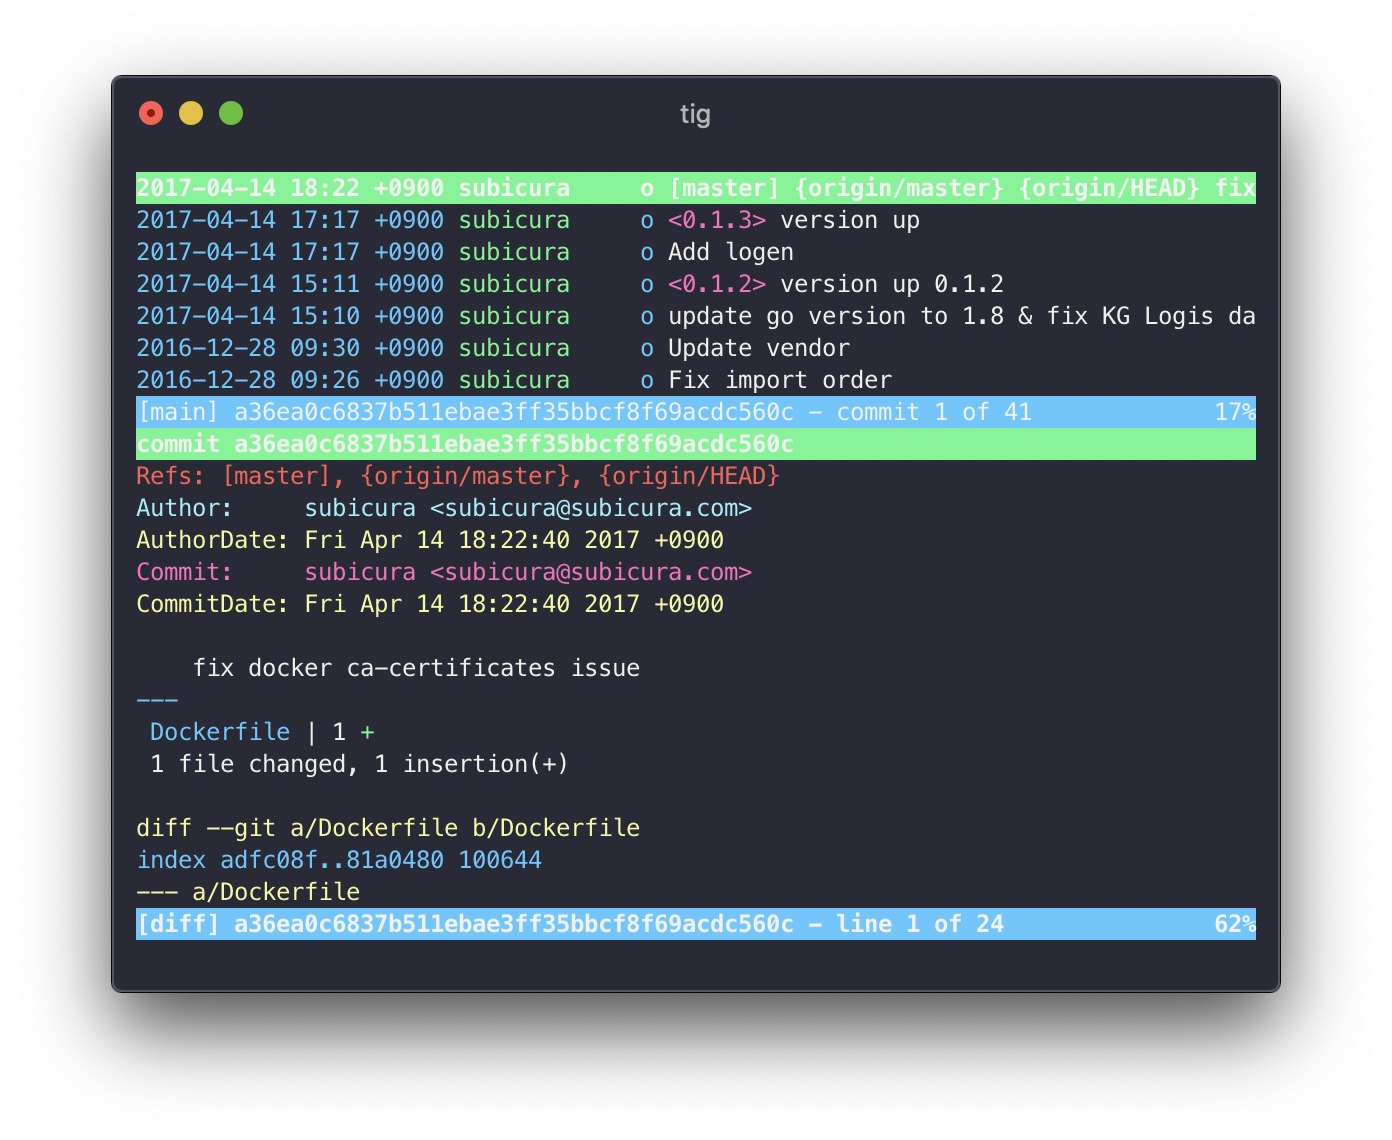 tig
2017-04-14 18:22 +0900 subicura     o [master] {origin/master} {origin/HEAD} fix
2017-04-14 17:17 +0900 subicura     o <0.1.3> version up
2017-04-14 17:17 +0900 subicura     o Add logen
2017-04-14 15:11 +0900 subicura     o <0.1.2> version up 0.1.2
2017-04-14 15:10 +0900 subicura     o update go version to 1.8 & fix KG Logis da
2016-12-28 09:30 +0900 subicura     o Update vendor
2016-12-28 09:26 +0900 subicura     o Fix import order
[main] a36ea0c6837b511ebae3ff35bbcf8f69acdc560c - commit 1 of 41             17%
commit a36ea0c6837b511ebae3ff35bbcf8f69acdc560c
Refs: [master], {origin/master}, {origin/HEAD}
Author:     subicura <subicura@subicura.com>
AuthorDate: Fri Apr 14 18:22:40 2017 +0900
Commit:     subicura <subicura@subicura.com>
CommitDate: Fri Apr 14 18:22:40 2017 +0900
    fix docker ca-certificates issue
---
 Dockerfile | 1 +
 1 file changed, 1 insertion(+)
diff --git a/Dockerfile b/Dockerfile
index adfc08f..81a0480 100644
--- a/Dockerfile
[diff] a36ea0c6837b511ebae3ff35bbcf8f69acdc560c - line 1 of 24               62%